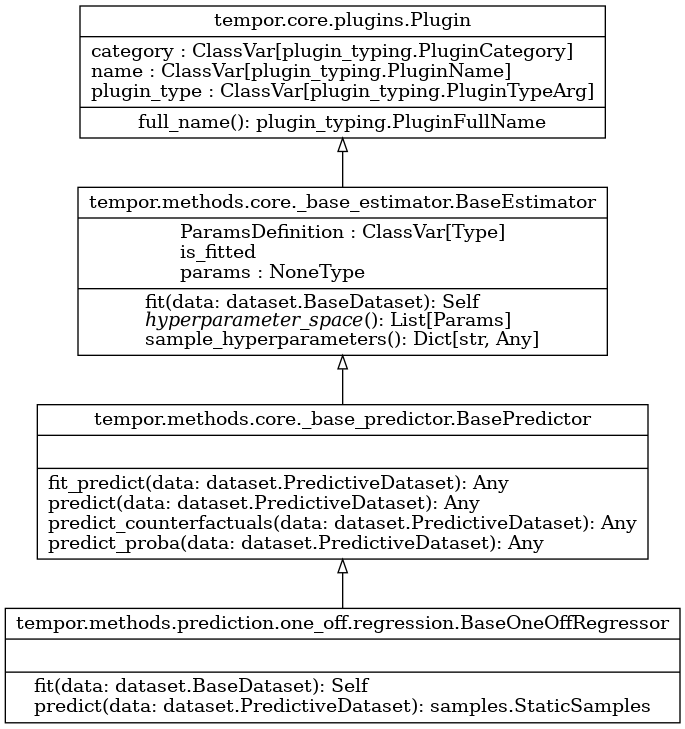 tempor.core.plugins.Plugin
category : ClassVar[plugin_typing.PluginCategory]
name : ClassVar[plugin_typing.PluginName]
plugin_type : ClassVar[plugin_typing.PluginTypeArg]
full_name(): plugin_typing.PluginFullName
tempor.methods.core._base_estimator.BaseEstimator
ParamsDefinition : ClassVar[Type]
is_fitted
params : NoneType
fit(data: dataset.BaseDataset): Self
hyperparameter_space(): List[Params]
sample_hyperparameters(): Dict[str, Any]
tempor.methods.core._base_predictor.BasePredictor
fit_predict(data: dataset.PredictiveDataset): Any
predict(data: dataset.PredictiveDataset): Any
predict_counterfactuals(data: dataset.PredictiveDataset): Any
predict_proba(data: dataset.PredictiveDataset): Any
tempor.methods.prediction.one_off.regression.BaseOneOffRegressor
fit(data: dataset.BaseDataset): Self
predict(data: dataset.PredictiveDataset): samples.StaticSamples